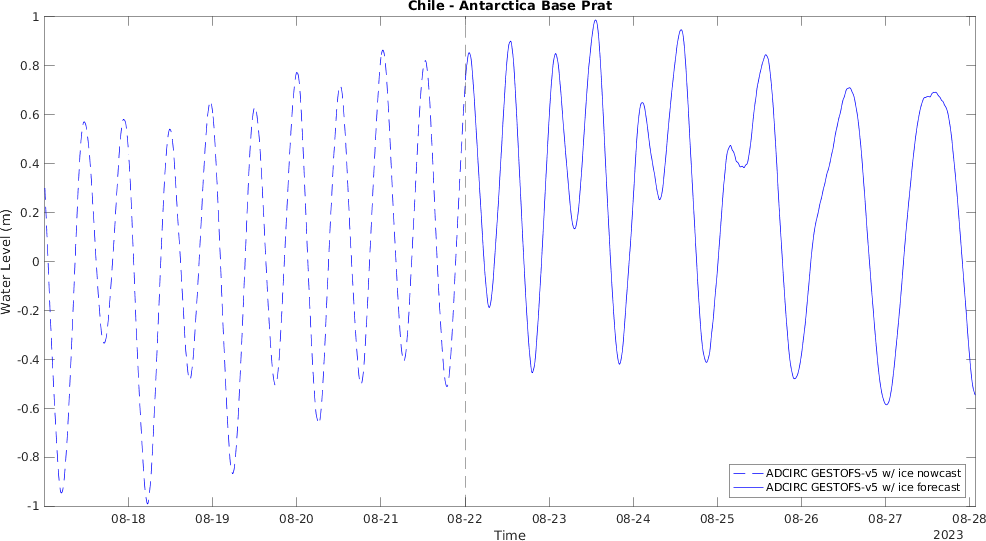 Chile - Antarctica Base Prat
Water Level (m)
1
0.8
0.6
0.4
0.2
0
-0.2
-0.4
-0.6
-0.8
-1
ADCIRC GESTOFS-v5 w/ ice nowcast
ADCIRC GESTOFS-v5 w/ ice forecast
08-18 08-19 08-20 08-21 08-22 08-23 08-24 08-25 08-26 08-27 08-28
Time
2023